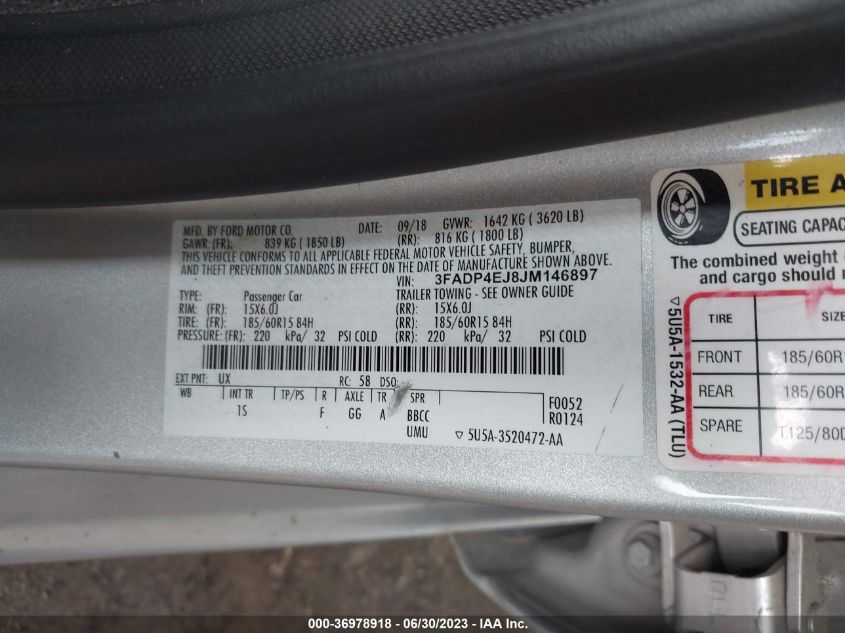 MFD. BY FORD MOTOR CO.
DATE: 09/18 GVWR: 1642 KG ( 3620 LB)
GAWR: (FR): 839 KG ( 1850 LB) (RR): 816 KG ( 1800 LB)
THIS VEHICLE CONFORMS TO ALL APPLICABLE FEDERAL MOTOR VEHICLE SAFETY, BUMPER,
AND THEFT PREVENTION STANDARDS IN EFFECT ON THE DATE OF MANUFACTURE SHOWN ABOVE.
VIN: 3FADP4EJ8JM146897
TYPE: Passenger Car TRAILER TOWING - SEE OWNER GUIDE
RIM: (FR): 15X6.0J (RR): 15X6.0J
TIRE: (FR): 185/60R15 84H (RR): 185/60R15 84H
PRESSURE: (FR): 220 kPa/ 32 PSI COLD (RR): 220 kPa/ 32 PSI COLD
EXT PNT: UX RC: 58 DSO:
WB INT TR TP/PS R AXLE TR SPR F0052
1S F GG A BBCC R0124
UMU ▽ 5U5A-3520472-AA
TIRE A
SEATING CAPAC
The combined weight
and cargo should
▽5U5A-1532-AA (TLU)
TIRE SIZE
FRONT 185/60R
REAR 185/60R
SPARE T125/80D
000-36978918 - 06/30/2023 - IAA Inc.